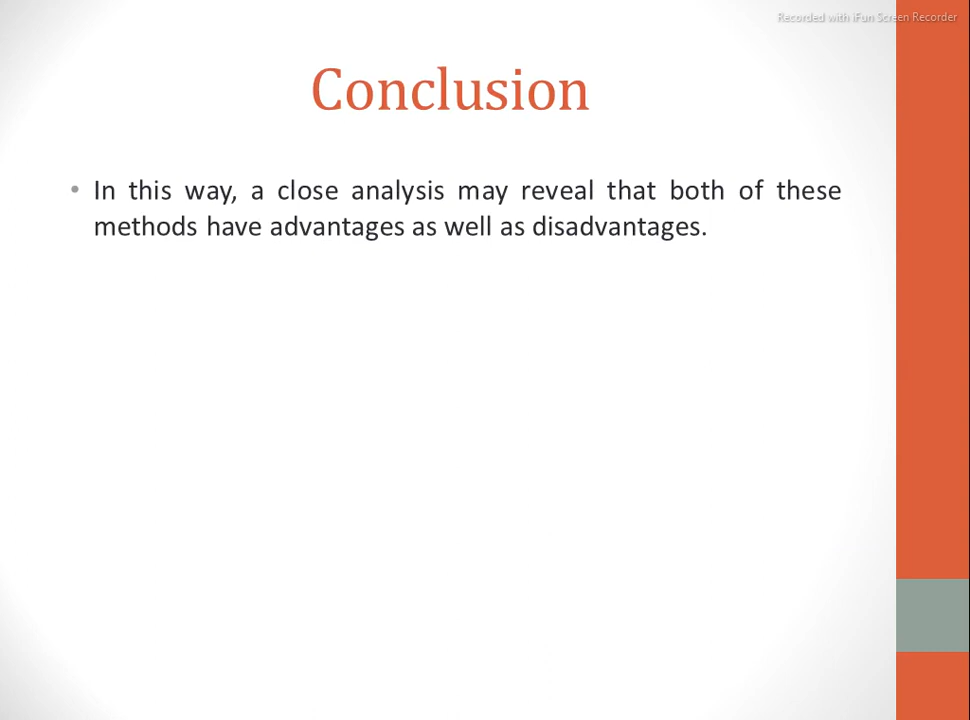 Recorded with iFun Screen Recorder
Conclusion
• In this way, a close analysis may reveal that both of these
methods have advantages as well as disadvantages.